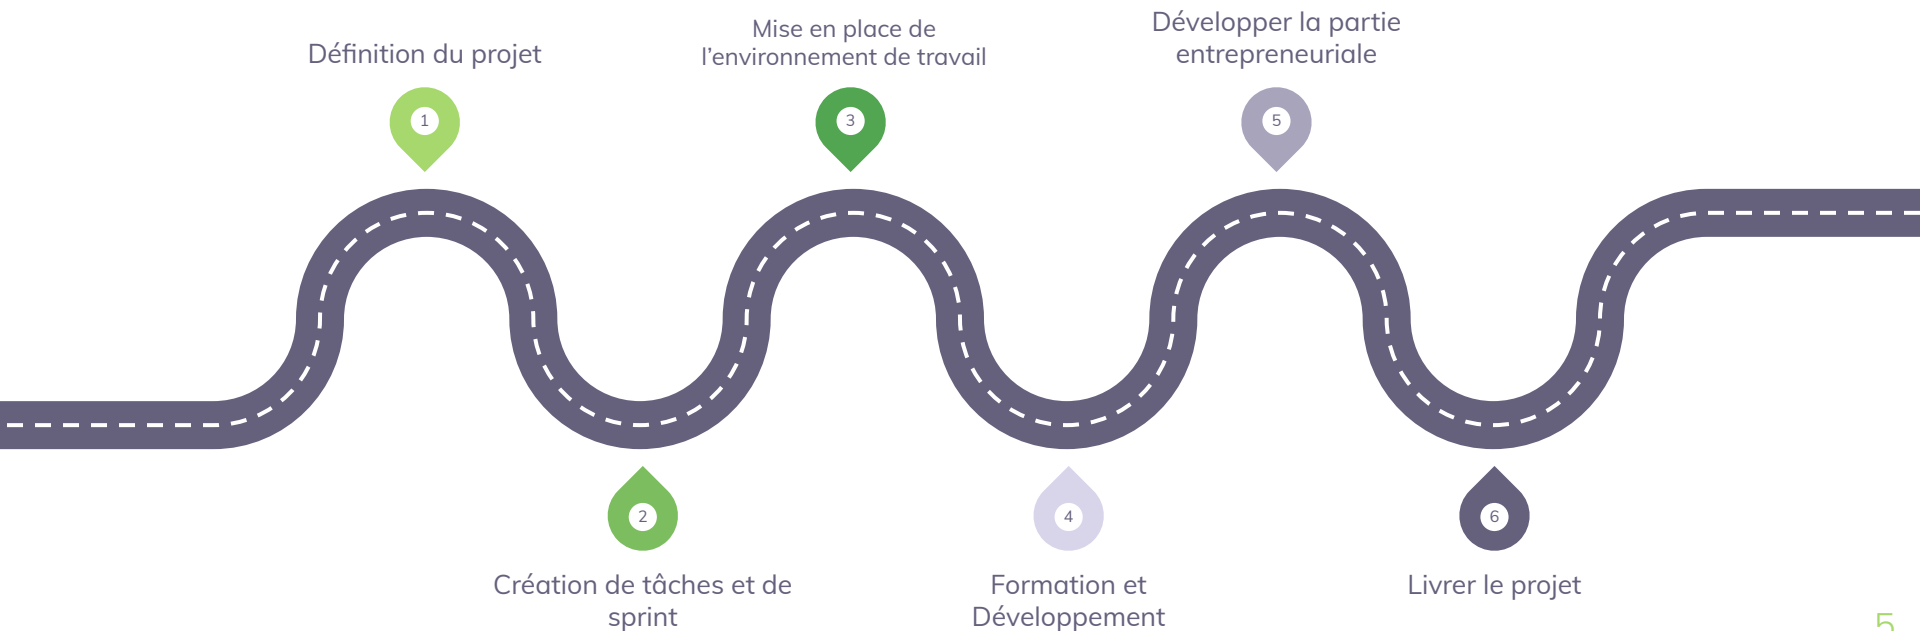 Définition du projet
1
Création de tâches et de
sprint
2
Mise en place de
l’environnement de travail
3
Formation et
Développement
4
Développer la partie
entrepreneuriale
5
Livrer le projet
6
5